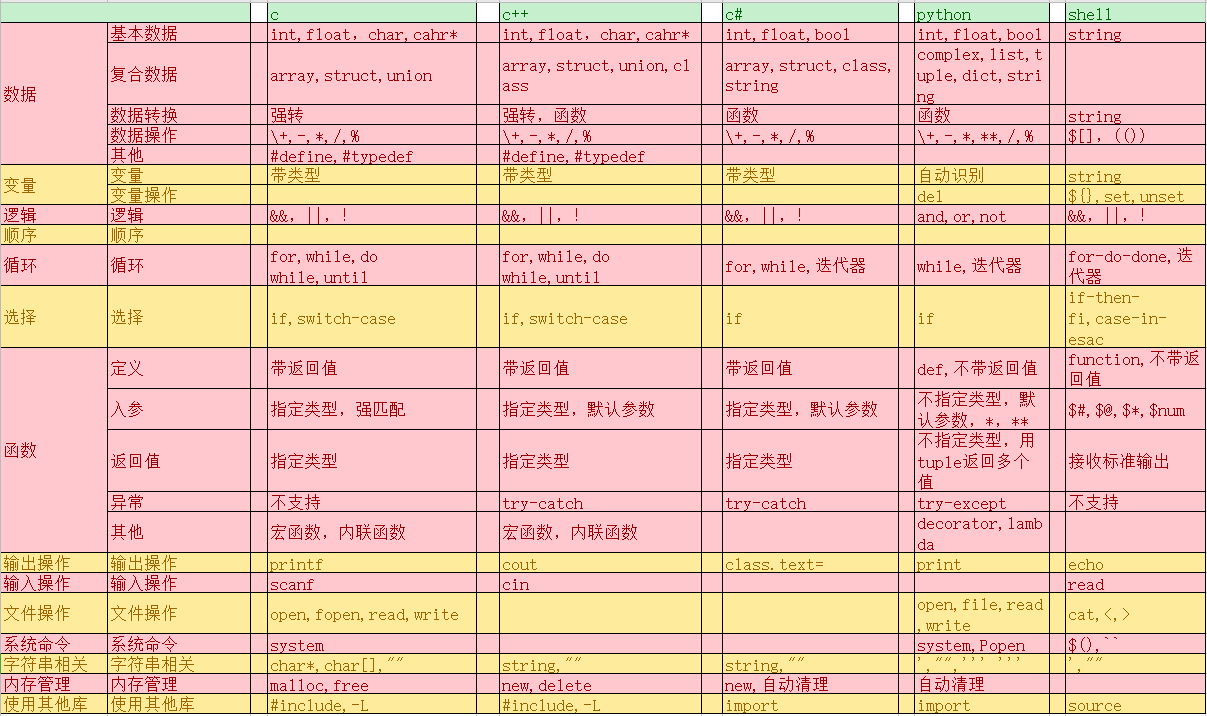 c c++ c# python shell
数据 基本数据 int,float，char,cahr* int,float，char,cahr* int,float,bool int,float,bool string
复合数据 array,struct,union array,struct,union,cl array,struct,class, complex,list,t
ass string uple,dict,stri
ng
数据转换 强转 强转，函数 函数 函数 string
数据操作 \+,-,*,/,% \+,-,*,/,% \+,-,*,/,% \+,-,*,**,/,% $[]，(())
其他 #define,#typedef #define,#typedef
变量 变量 带类型 带类型 带类型 自动识别 string
变量操作 del ${},set,unset
逻辑 逻辑 &&，||，！ &&，||，！ &&，||，！ and,or,not &&，||，！
顺序 顺序
循环 循环 for,while,do for,while,do for,while,迭代器 while,迭代器 for-do-done,迭
while,until while,until 代器
选择 选择 if,switch-case if,switch-case if if if-then-
fi,case-in-
esac
函数 定义 带返回值 带返回值 带返回值 def,不带返回值 function,不带返
回值
入参 指定类型，强匹配 指定类型，默认参数 指定类型，默认参数 不指定类型，默 $#,$@,$*,$num
认参数，*，**
返回值 指定类型 指定类型 指定类型 不指定类型，用 接收标准输出
tuple返回多个
值
异常 不支持 try-catch try-catch try-except 不支持
其他 宏函数，内联函数 宏函数，内联函数 decorator,lamb
da
输出操作 输出操作 printf cout class.text= print echo
输入操作 输入操作 scanf cin read
文件操作 文件操作 open,fopen,read,write open,file,read cat,<,>
,write
系统命令 系统命令 system system,Popen $(),``
字符串相关 字符串相关 char*,char[],"" string,"" string,"" ',"",''' ''' ',""
内存管理 内存管理 malloc,free new,delete new,自动清理 自动清理
使用其他库 使用其他库 #include,-L #include,-L import import source